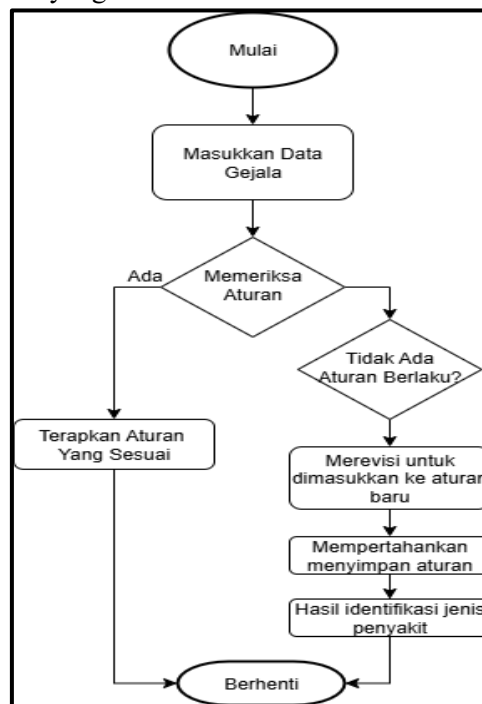 Mulai
Masukkan Data
Gejala
Ada
Memeriksa
Aturan
Tidak Ada
Aturan Berlaku?
Terapkan Aturan
Yang Sesuai
Merevisi untuk
dimasukkan ke aturan
baru
Mempertahankan
menyimpan aturan
Hasil identifikasi jenis
penyakit
Berhenti